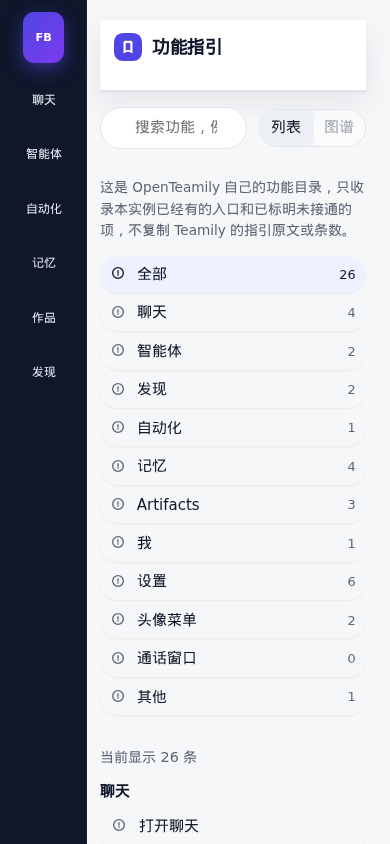 FB
聊天
智能体
自动化
记忆
作品
发现
功能指引
搜索功能，
列表
图谱
这是 OpenTeamily 自己的功能目录，只收
录本实例已经有的入口和已标明未接通的
项，不复制 Teamily 的指引原文或条数。
全部 26
聊天 4
智能体 2
发现 2
自动化 1
记忆 4
Artifacts 3
我 1
设置 6
头像菜单 2
通话窗口 0
其他 1
当前显示 26 条
聊天
打开聊天